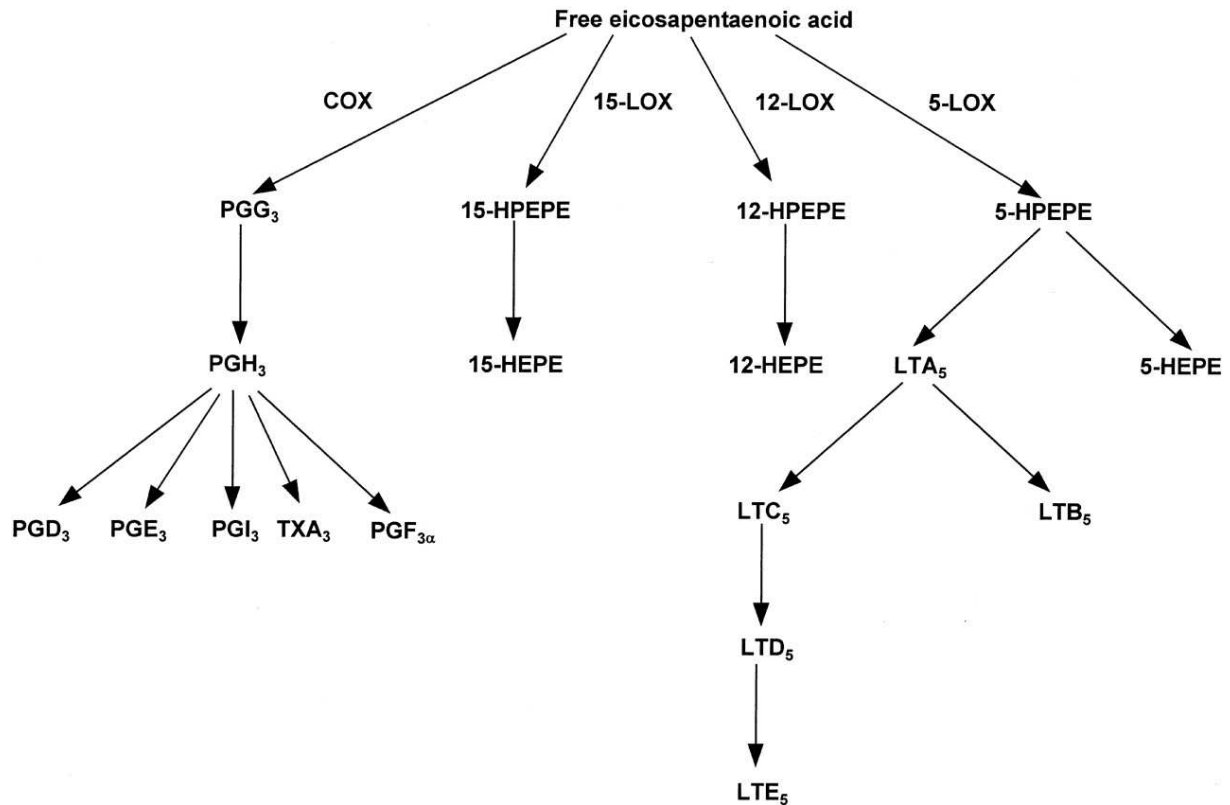 Free eicosapentaenoic acid
COX 15-LOX 12-LOX 5-LOX
PGG₃ 15-HPEPE 12-HPEPE 5-HPEPE
PGH₃ 15-HEPE 12-HEPE LTA₅ 5-HEPE
PGD₃ PGE₃ PGI₃ TXA₃ PGF₃α LTC₅ LTB₅
LTD₅
LTE₅